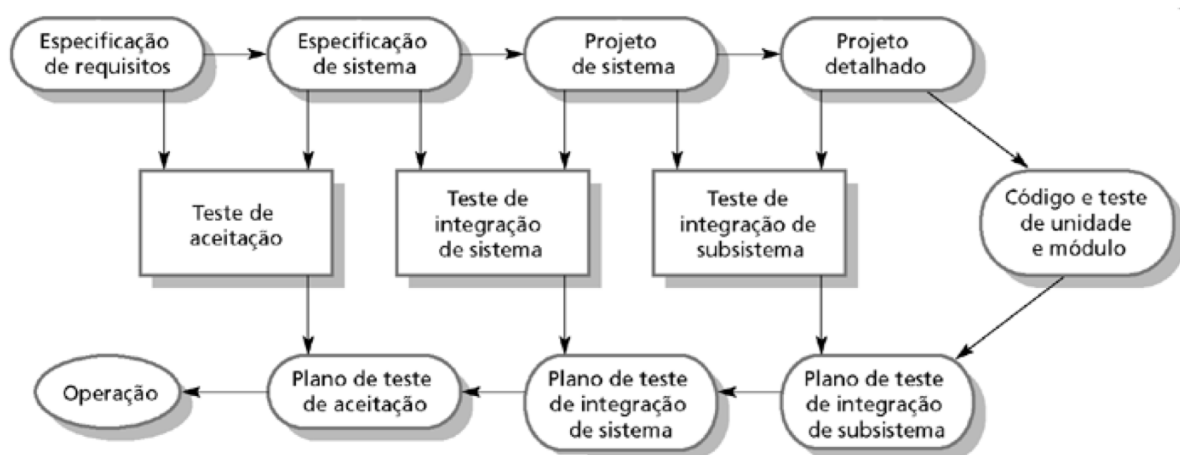 Especificação
de requisitos
Especificação
de sistema
Projeto
de sistema
Projeto
detalhado
Teste de
aceitação
Teste de
integração
de sistema
Teste de
integração de
subsistema
Código e teste
de unidade
e módulo
Operação
Plano de teste
de aceitação
Plano de teste
de integração
de sistema
Plano de teste
de integração
de subsistema